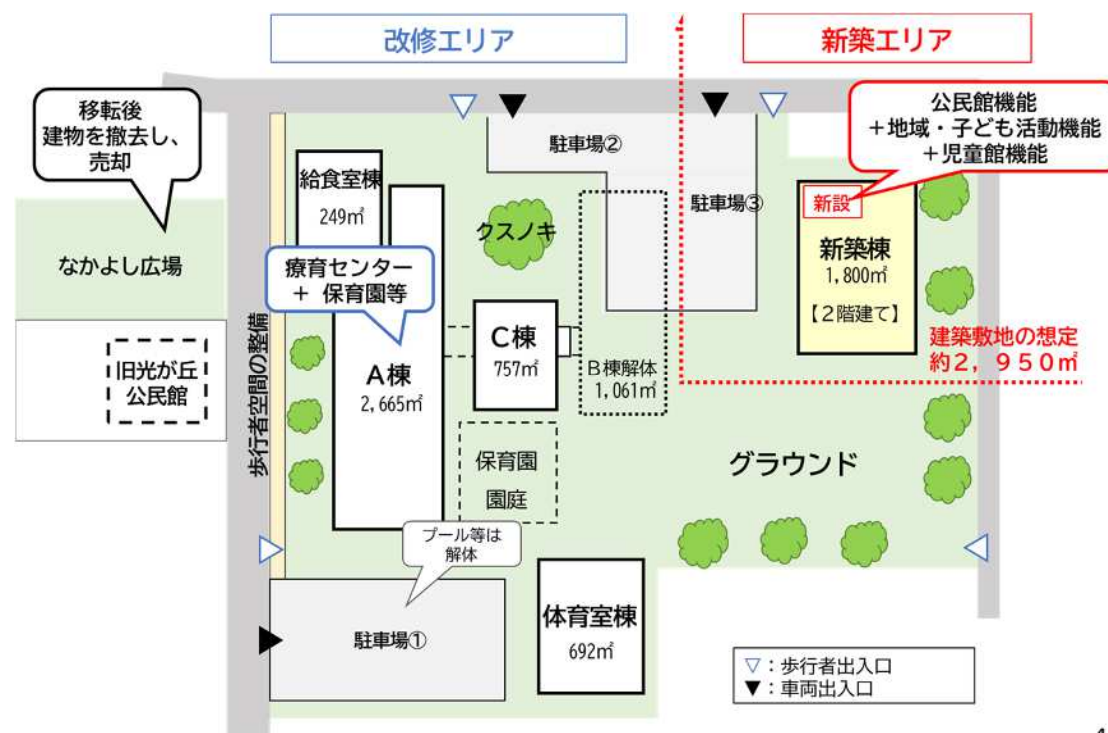 改修エリア
新築エリア
移転後
建物を撤去し、
売却
公民館機能
＋地域・子ども活動機能
＋児童館機能
駐車場②
給食室棟
249㎡
クスノキ
駐車場③
新設
新築棟
1,800㎡
【２階建て】
なかよし広場
療育センター
＋ 保育園等
C棟
757㎡
B棟解体
1,061㎡
建築敷地の想定
約２，９５０㎡
旧光が丘
公民館
歩行者空間の整備
A棟
2,665㎡
保育園
園庭
グラウンド
プール等は
解体
駐車場①
体育室棟
692㎡
▽：歩行者出入口
▼：車両出入口